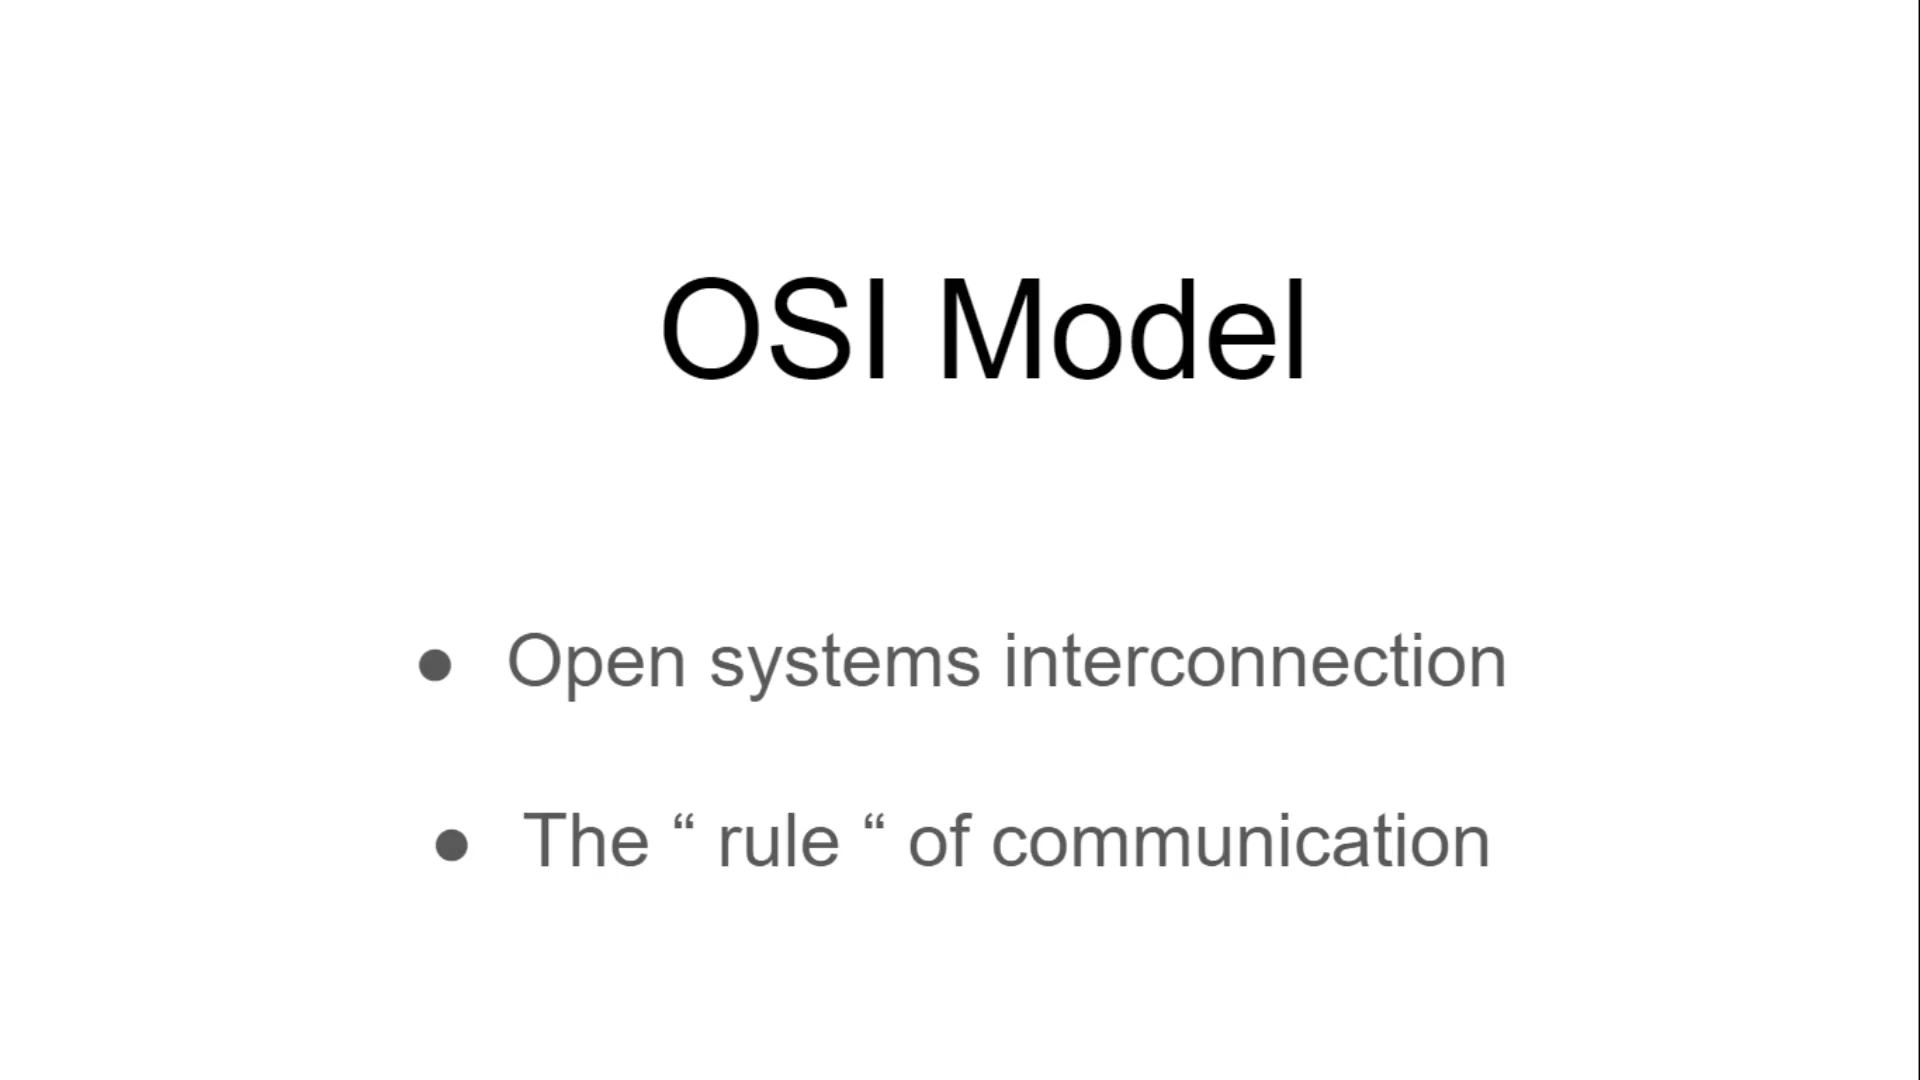 OSI Model
● Open systems interconnection
● The “ rule “ of communication